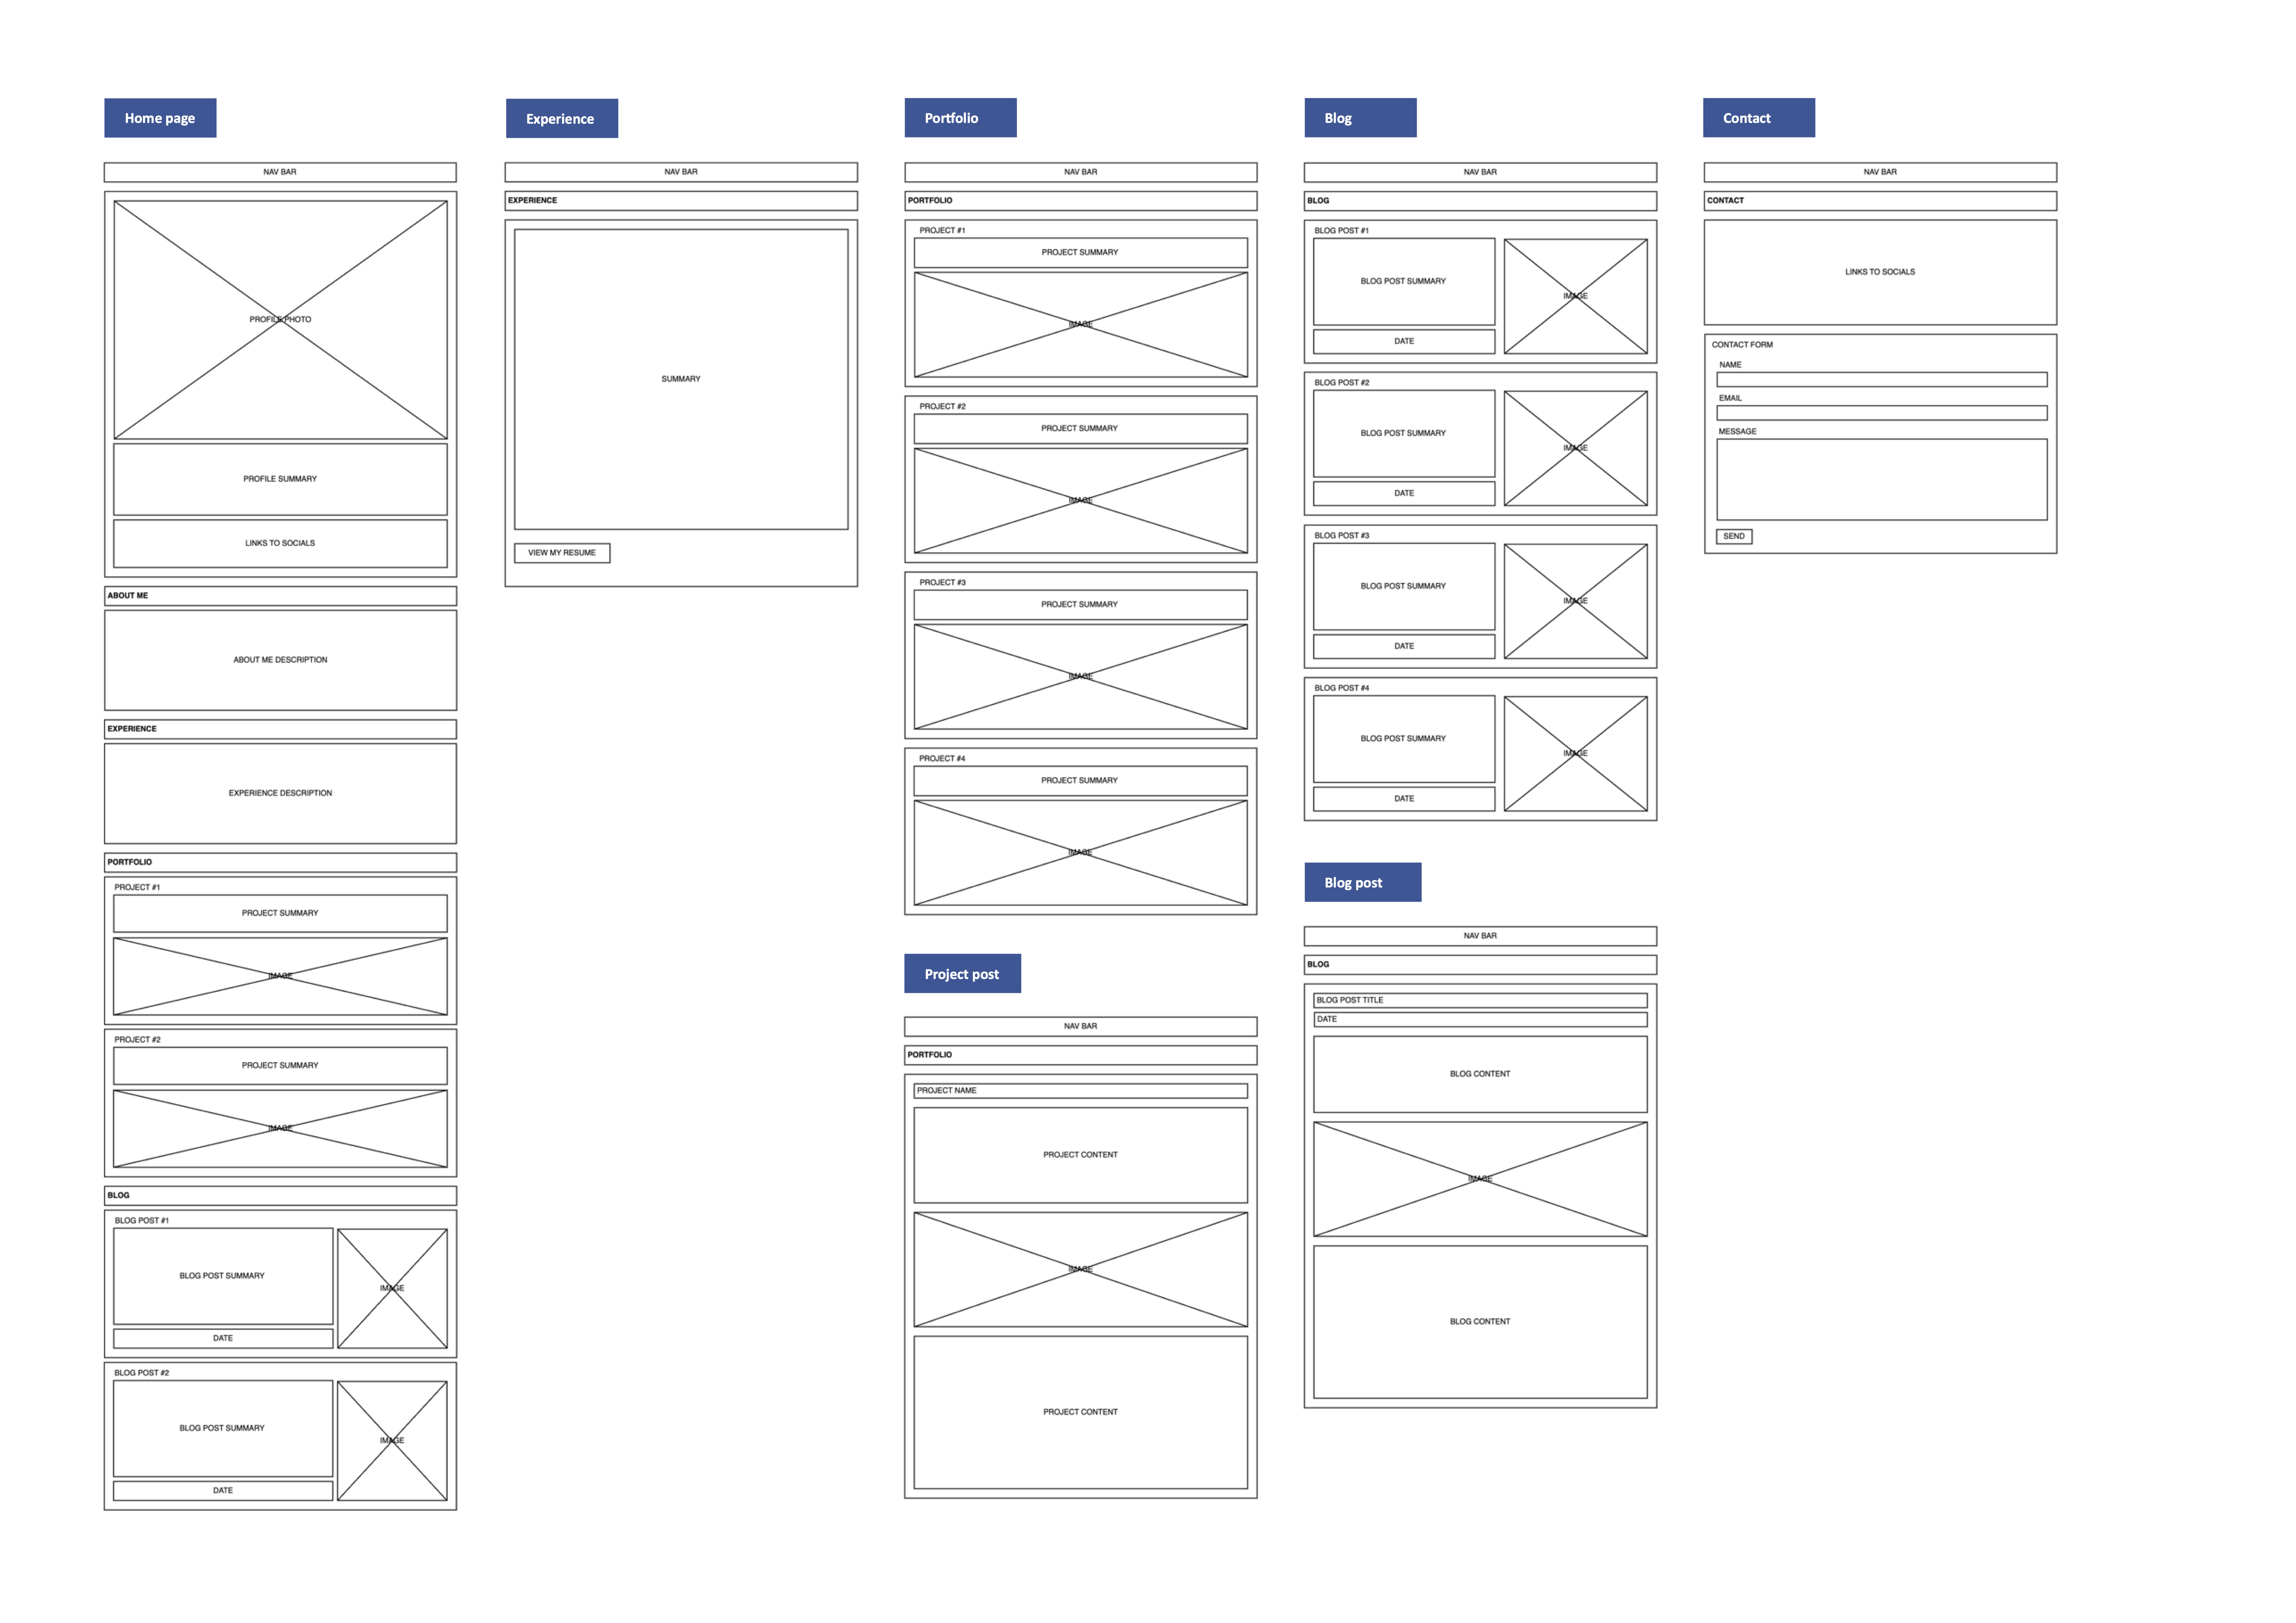 Home page
NAV BAR
PROFILE PHOTO
PROFILE SUMMARY
LINKS TO SOCIALS
ABOUT ME
ABOUT ME DESCRIPTION
EXPERIENCE
EXPERIENCE DESCRIPTION
PORTFOLIO
PROJECT #1
PROJECT SUMMARY
IMAGE
PROJECT #2
PROJECT SUMMARY
IMAGE
BLOG
BLOG POST #1
BLOG POST SUMMARY
IMAGE
DATE
BLOG POST #2
BLOG POST SUMMARY
IMAGE
DATE
Experience
NAV BAR
EXPERIENCE
SUMMARY
VIEW MY RESUME
Portfolio
NAV BAR
PORTFOLIO
PROJECT #1
PROJECT SUMMARY
IMAGE
PROJECT #2
PROJECT SUMMARY
IMAGE
PROJECT #3
PROJECT SUMMARY
IMAGE
PROJECT #4
PROJECT SUMMARY
IMAGE
Project post
NAV BAR
PORTFOLIO
PROJECT NAME
PROJECT CONTENT
IMAGE
PROJECT CONTENT
Blog
NAV BAR
BLOG
BLOG POST #1
BLOG POST SUMMARY
IMAGE
DATE
BLOG POST #2
BLOG POST SUMMARY
IMAGE
DATE
BLOG POST #3
BLOG POST SUMMARY
IMAGE
DATE
BLOG POST #4
BLOG POST SUMMARY
IMAGE
DATE
Blog post
NAV BAR
BLOG
BLOG POST TITLE
DATE
BLOG CONTENT
IMAGE
BLOG CONTENT
Contact
NAV BAR
CONTACT
LINKS TO SOCIALS
CONTACT FORM
NAME
EMAIL
MESSAGE
SEND